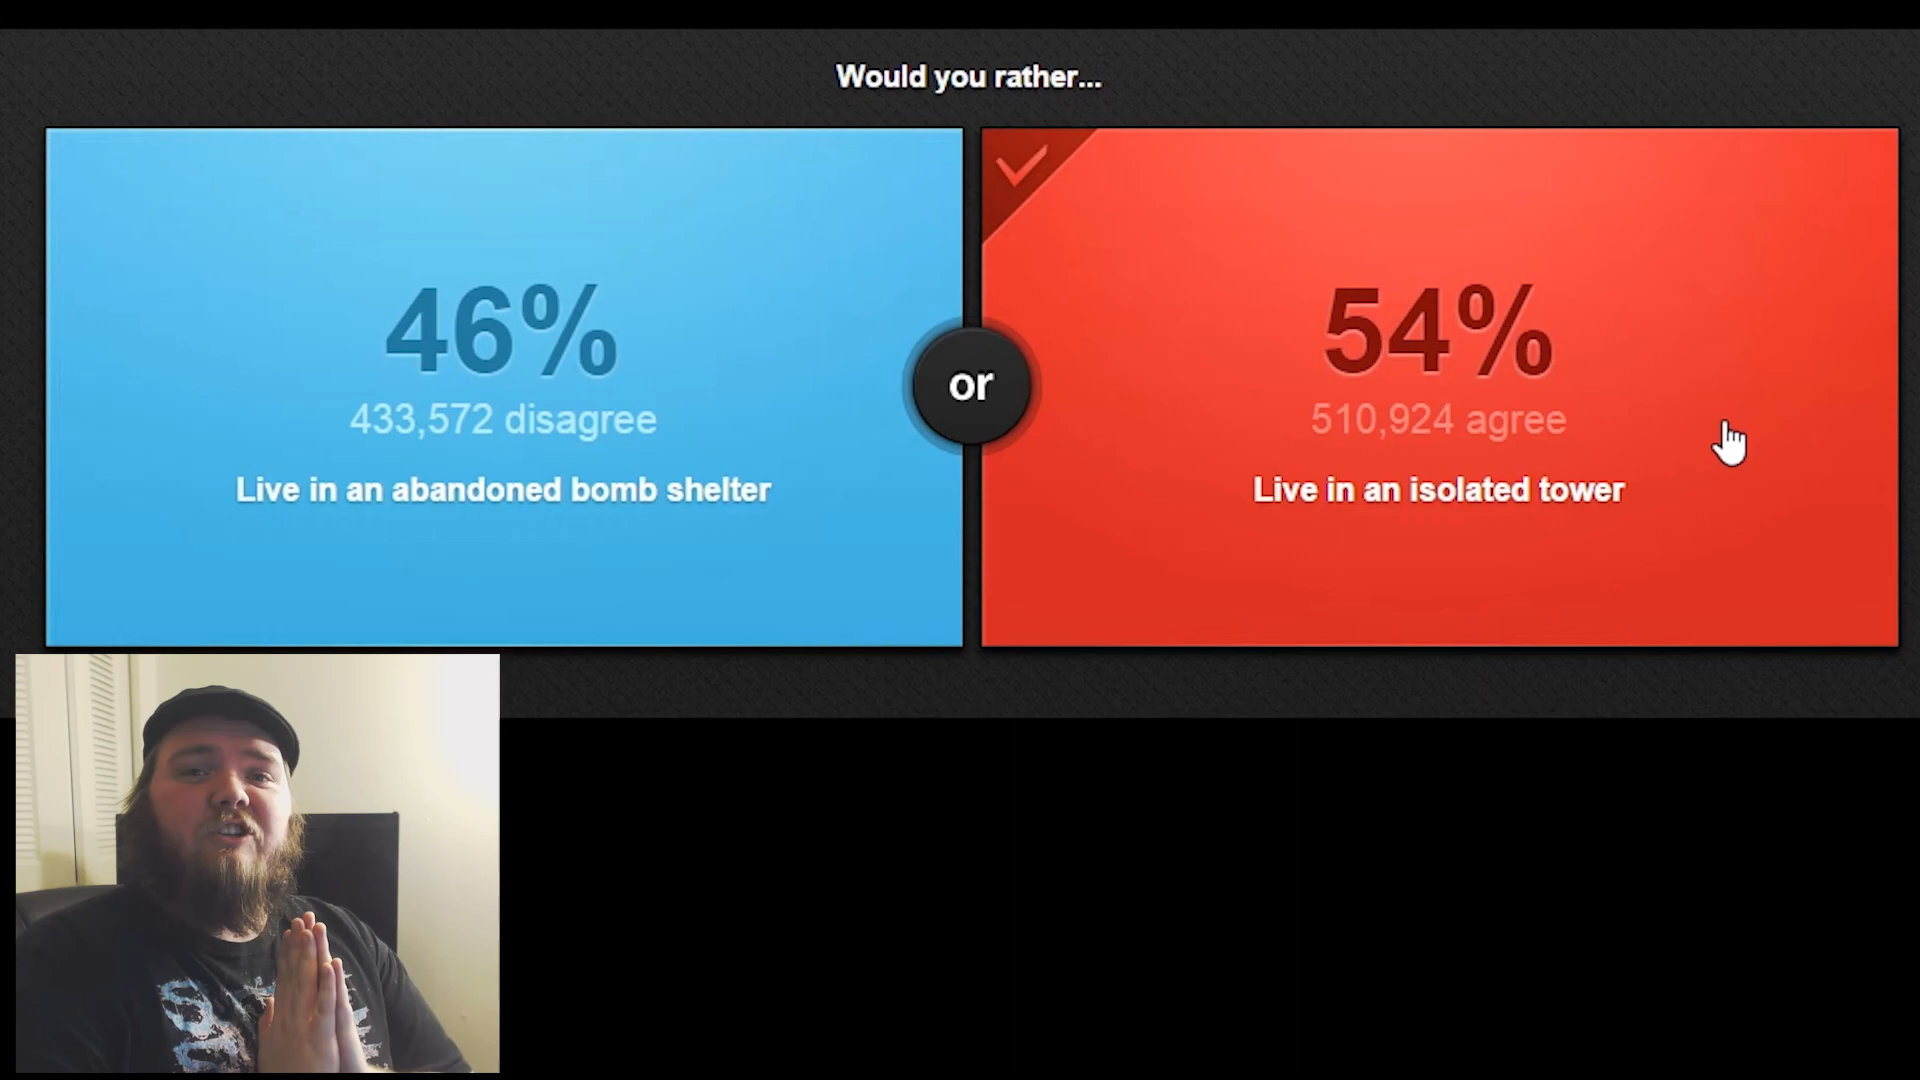 Would you rather...
46%
433,572 disagree
Live in an abandoned bomb shelter
or
54%
510,924 agree
Live in an isolated tower